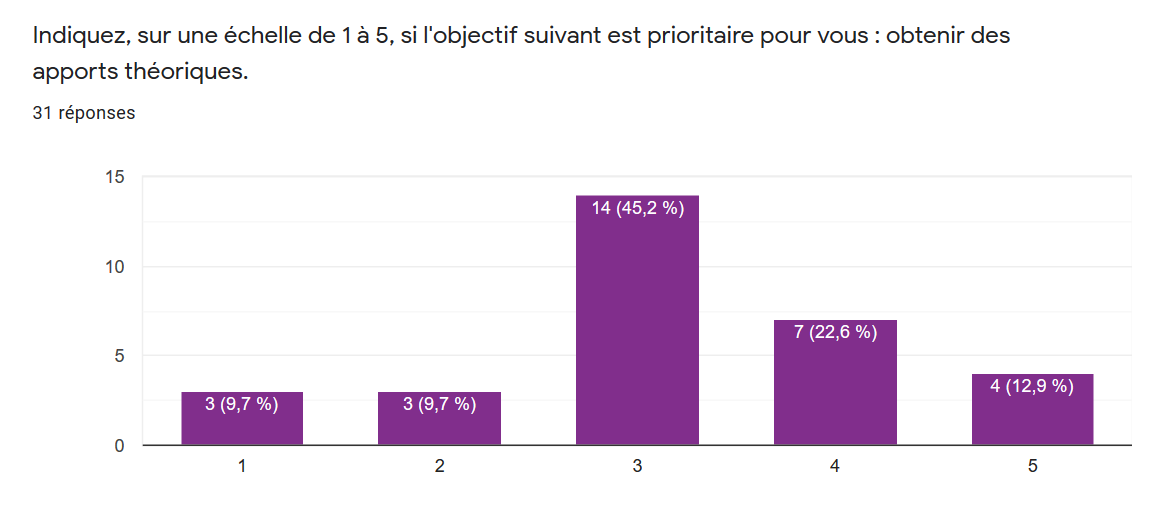 Indiquez, sur une échelle de 1 à 5, si l'objectif suivant est prioritaire pour vous : obtenir des
apports théoriques.
31 réponses
15
10
5
0
14 (45,2 %)
7 (22,6 %)
4 (12,9 %)
3 (9,7 %)
3 (9,7 %)
1
2
3
4
5